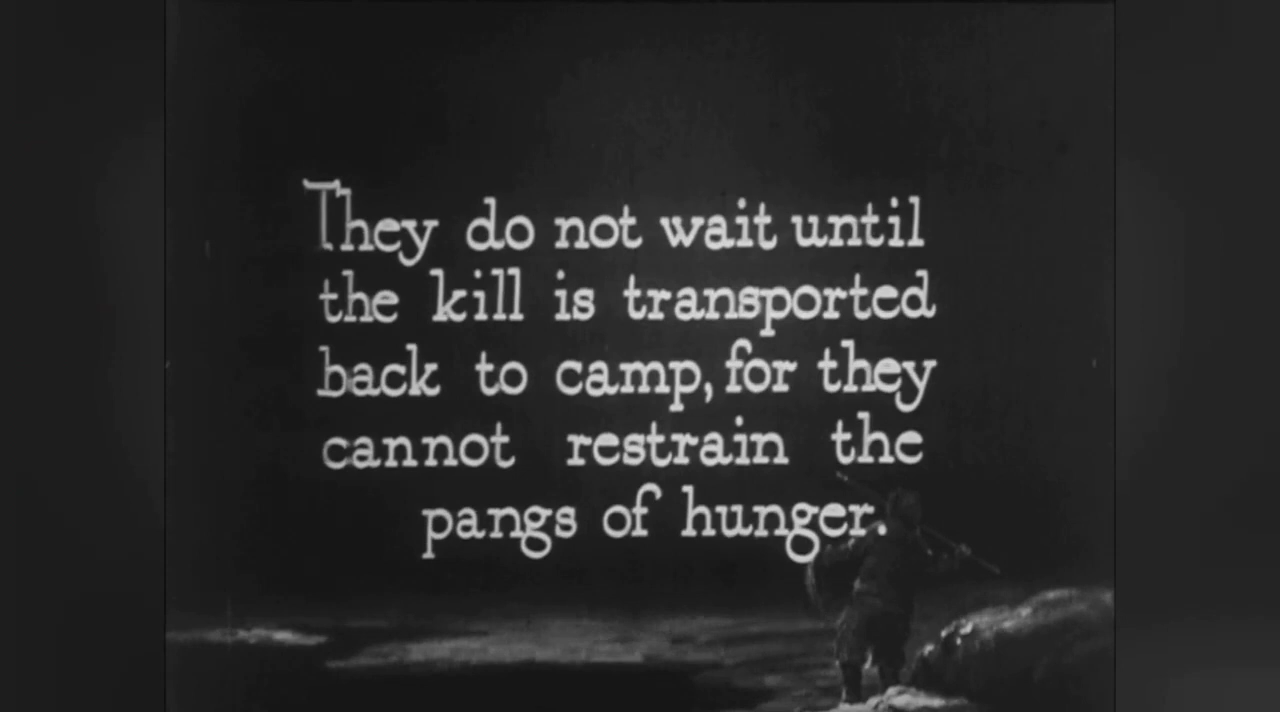 They do not wait until
the kill is transported
back to camp, for they
cannot restrain the
pangs of hunger.